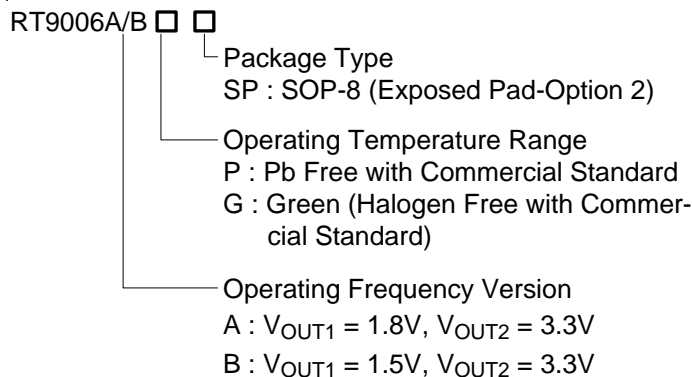 RT9006A/B □ □
Package Type
SP : SOP-8 (Exposed Pad-Option 2)
Operating Temperature Range
P : Pb Free with Commercial Standard
G : Green (Halogen Free with Commer-
cial Standard)
Operating Frequency Version
A : VOUT1 = 1.8V, VOUT2 = 3.3V
B : VOUT1 = 1.5V, VOUT2 = 3.3V